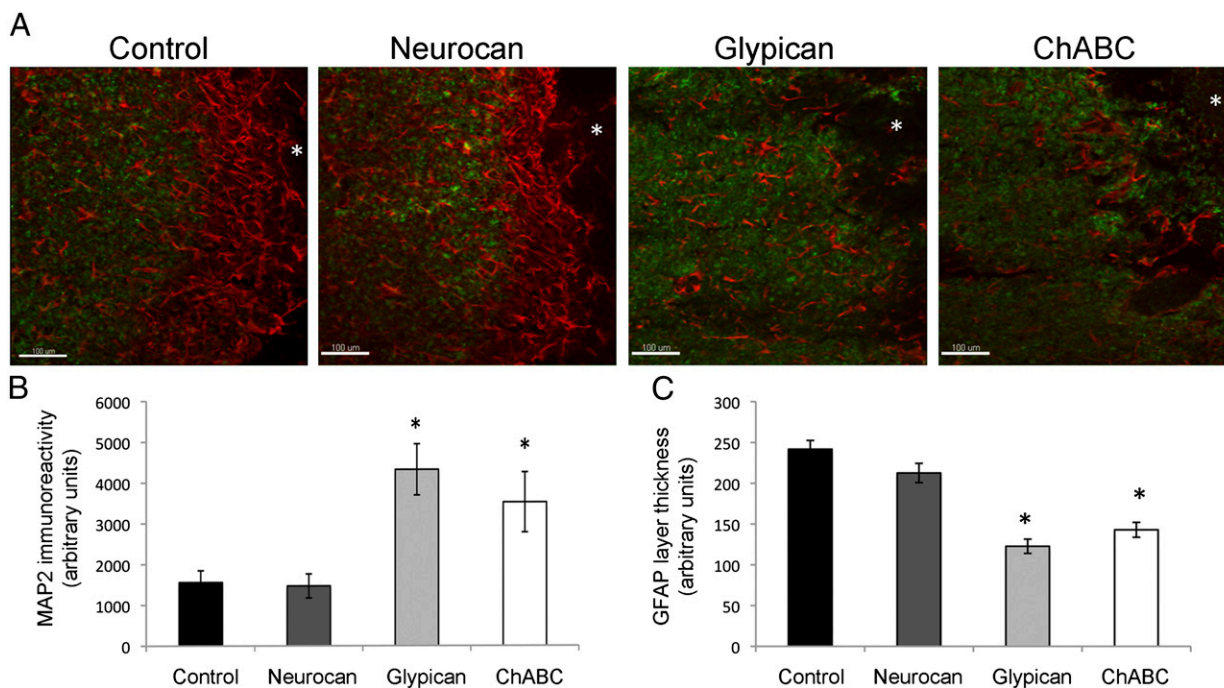 A
Control Neurocan Glypican ChABC
* * * *
100 um 100 um 100 um 100 um
B
MAP2 immunoreactivity
(arbitrary units)
6000
5000
4000
3000
2000
1000
0
* *
Control Neurocan Glypican ChABC
C
GFAP layer thickness
(arbitrary units)
300
250
200
150
100
50
0
* *
Control Neurocan Glypican ChABC